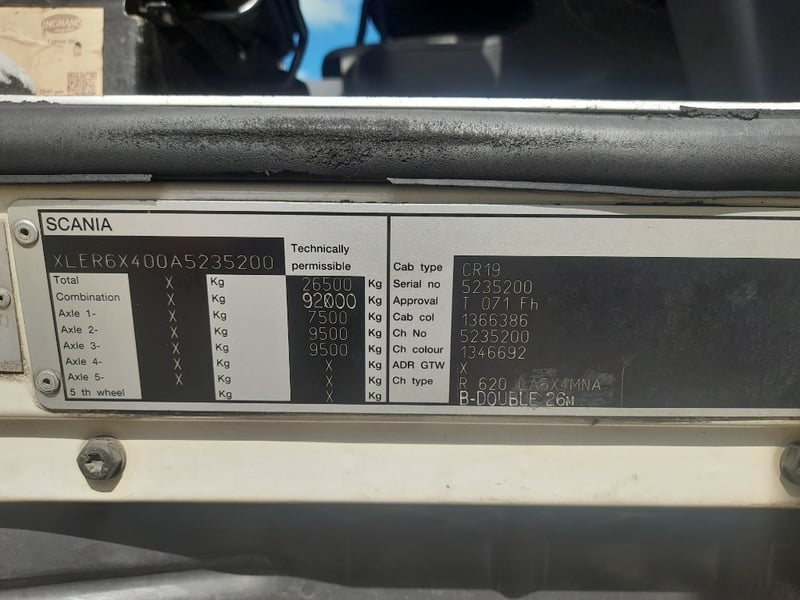 INGHAMS
SCANIA
XLER6X400A5235200
Technically
permissible
Total X Kg 26500 Kg
Combination X Kg 92000 Kg
Axle 1- X Kg 7500 Kg
Axle 2- X Kg 9500 Kg
Axle 3- X Kg 9500 Kg
Axle 4- X Kg X Kg
Axle 5- X Kg X Kg
5 th wheel Kg X Kg
Cab type CR19
Serial no 5235200
Approval T 071 Fh
Cab col 1366386
Ch No 5235200
Ch colour 1346692
ADR GTW X
Ch type R 620 LA6X4MNA
B-DOUBLE 26M